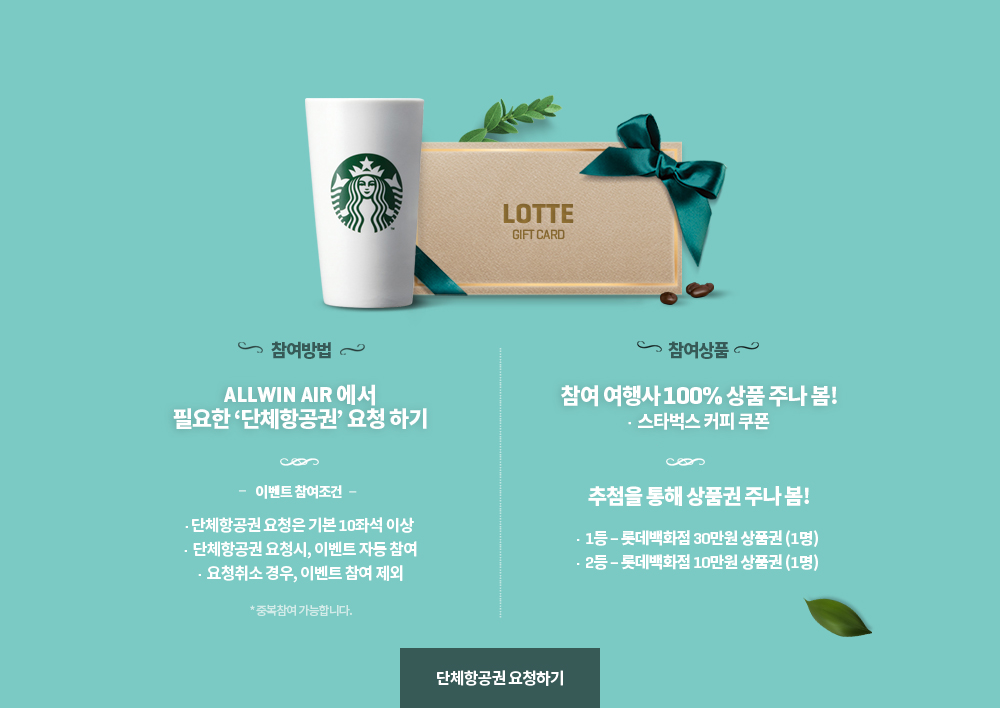 LOTTE
GIFT CARD
참여방법
ALLWIN AIR 에서
필요한 ‘단체항공권’ 요청 하기
– 이벤트 참여조건 –
· 단체항공권 요청은 기본 10좌석 이상
· 단체항공권 요청시, 이벤트 자동 참여
· 요청취소 경우, 이벤트 참여 제외
* 중복참여 가능합니다.
참여상품
참여 여행사 100% 상품 주나 봄!
· 스타벅스 커피 쿠폰
추첨을 통해 상품권 주나 봄!
· 1등 – 롯데백화점 30만원 상품권 (1명)
· 2등 – 롯데백화점 10만원 상품권 (1명)
단체항공권 요청하기